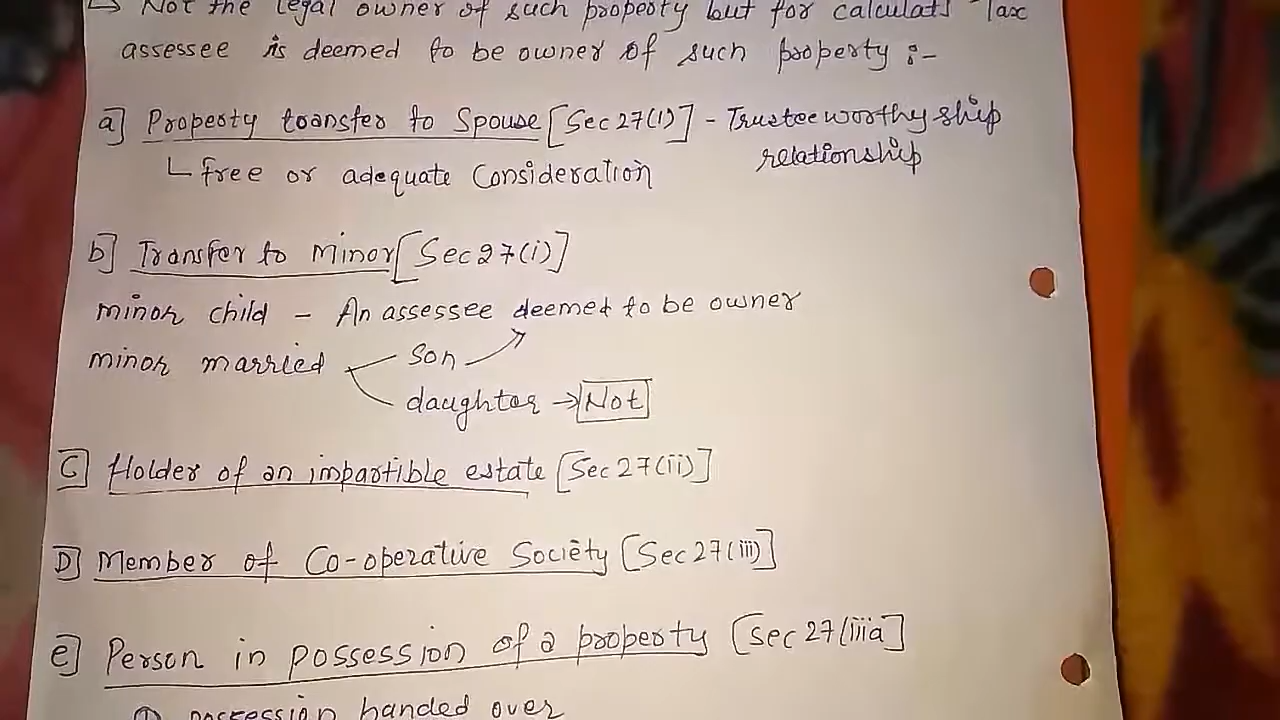 ↳ Not the legal owner of such property but for calculats Tax
assessee is deemed to be owner of such property :-
a] Property transfer to Spouse [Sec 27(i)] - Trustee worthy ship
relationship
└ free or adequate Consideration
b] Transfer to minor [Sec 27(i)]
minor child - An assessee deemed to be owner
minor married son
daughter → Not
C] Holder of an impartible estate [Sec 27(ii)]
D] Member of Co-operative Society [Sec 27(iii)]
e] Person in possession of a property [Sec 27(iiia]
① possession handed over